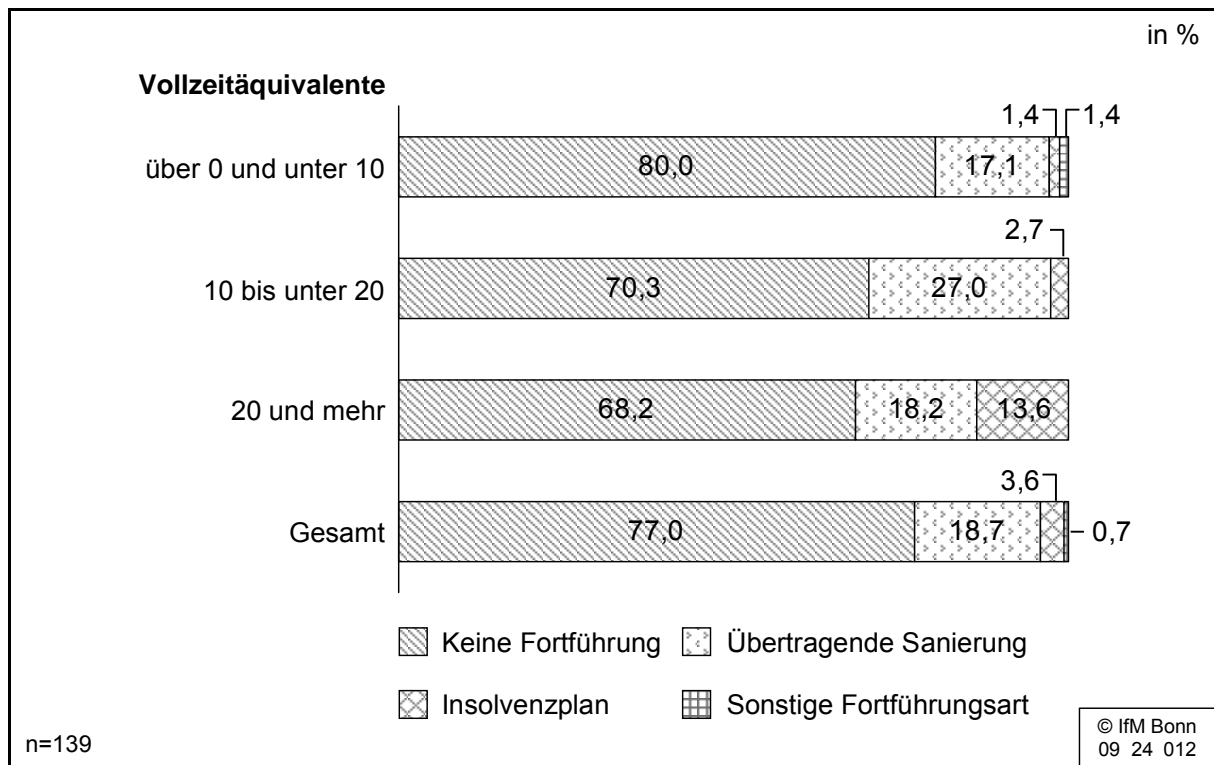 in %
Vollzeitäquivalente
1,4 1,4
über 0 und unter 10 80,0 17,1
2,7
10 bis unter 20 70,3 27,0
20 und mehr 68,2 18,2 13,6
3,6
Gesamt 77,0 18,7 0,7
Keine Fortführung Übertragende Sanierung
Insolvenzplan Sonstige Fortführungsart
n=139
© IfM Bonn
09 24 012